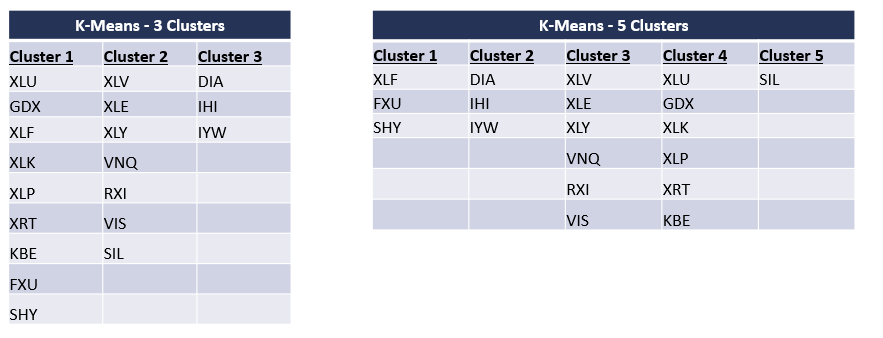 K-Means - 3 Clusters
Cluster 1 Cluster 2 Cluster 3
XLU XLV DIA
GDX XLE IHI
XLF XLY IYW
XLK VNQ
XLP RXI
XRT VIS
KBE SIL
FXU
SHY
K-Means - 5 Clusters
Cluster 1 Cluster 2 Cluster 3 Cluster 4 Cluster 5
XLF DIA XLV XLU SIL
FXU IHI XLE GDX
SHY IYW XLY XLK
VNQ XLP
RXI XRT
VIS KBE